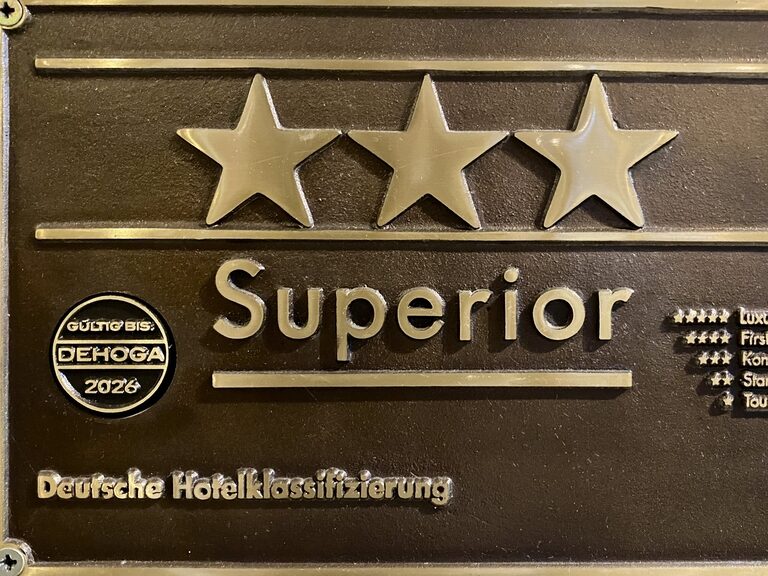 Superior
GÜLTIG BIS:
DEHOGA
2026
Deutsche Hotelklassifizierung